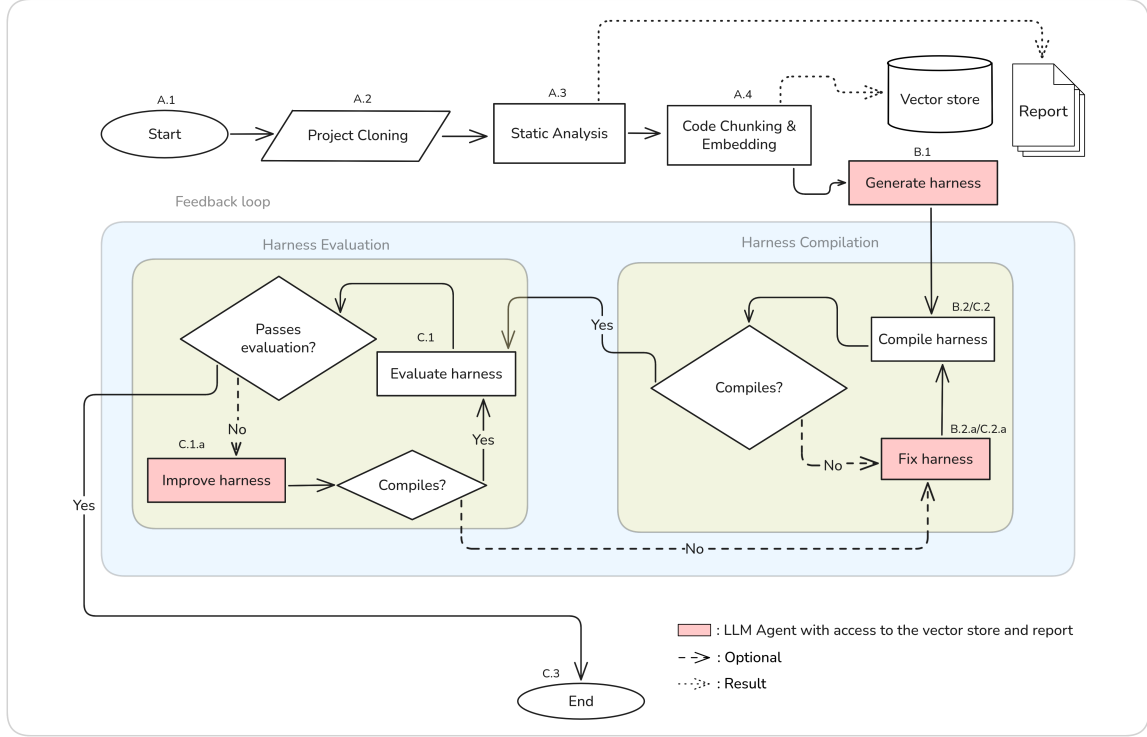 A.1
Start
A.2
Project Cloning
A.3
Static Analysis
A.4
Code Chunking &
Embedding
Vector store
Report
B.1
Generate harness
Feedback loop
Harness Evaluation
Harness Compilation
Passes
evaluation?
C.1
Evaluate harness
Yes
Compiles?
B.2/C.2
Compile harness
No
C.1.a
Improve harness
Compiles?
Yes
No
B.2.a/C.2.a
Fix harness
Yes
No
: LLM Agent with access to the vector store and report
: Optional
: Result
C.3
End